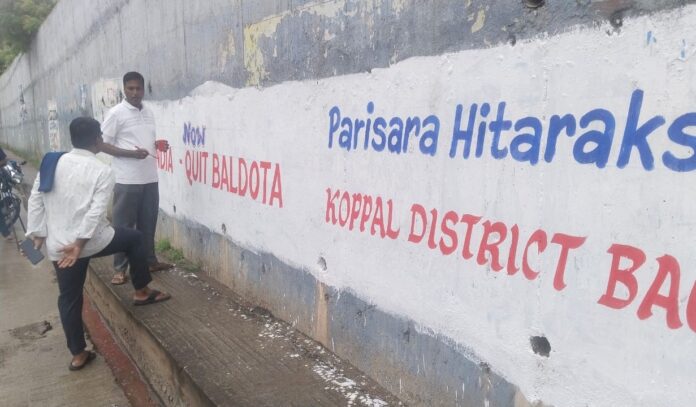 NOW
- QUIT BALDOTA
Parisara Hitaraks
KOPPAL DISTRICT BA